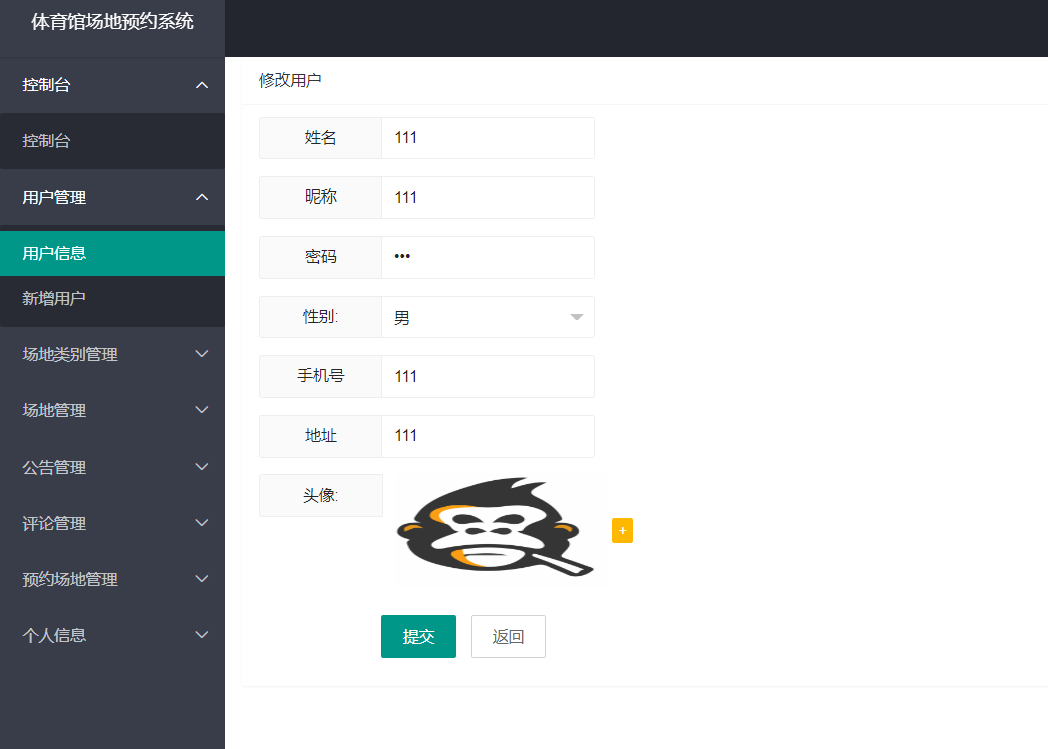 体育馆场地预约系统
控制台
控制台
用户管理
用户信息
新增用户
场地类别管理
场地管理
公告管理
评论管理
预约场地管理
个人信息
修改用户
姓名 111
昵称 111
密码 •••
性别: 男
手机号 111
地址 111
头像:
+
提交 返回